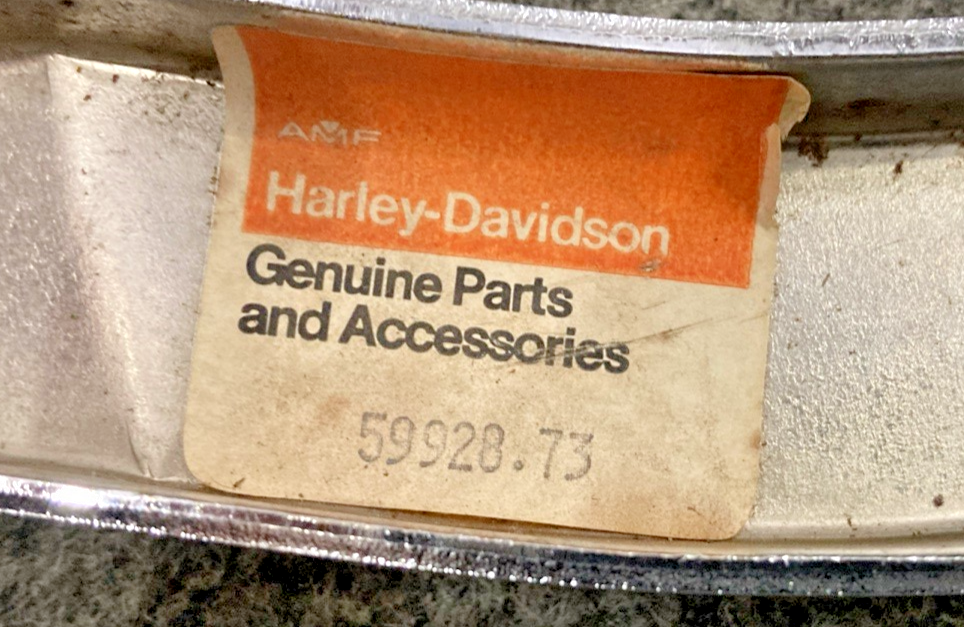 AMF
Harley-Davidson
Genuine Parts
and Accessories
59928.73